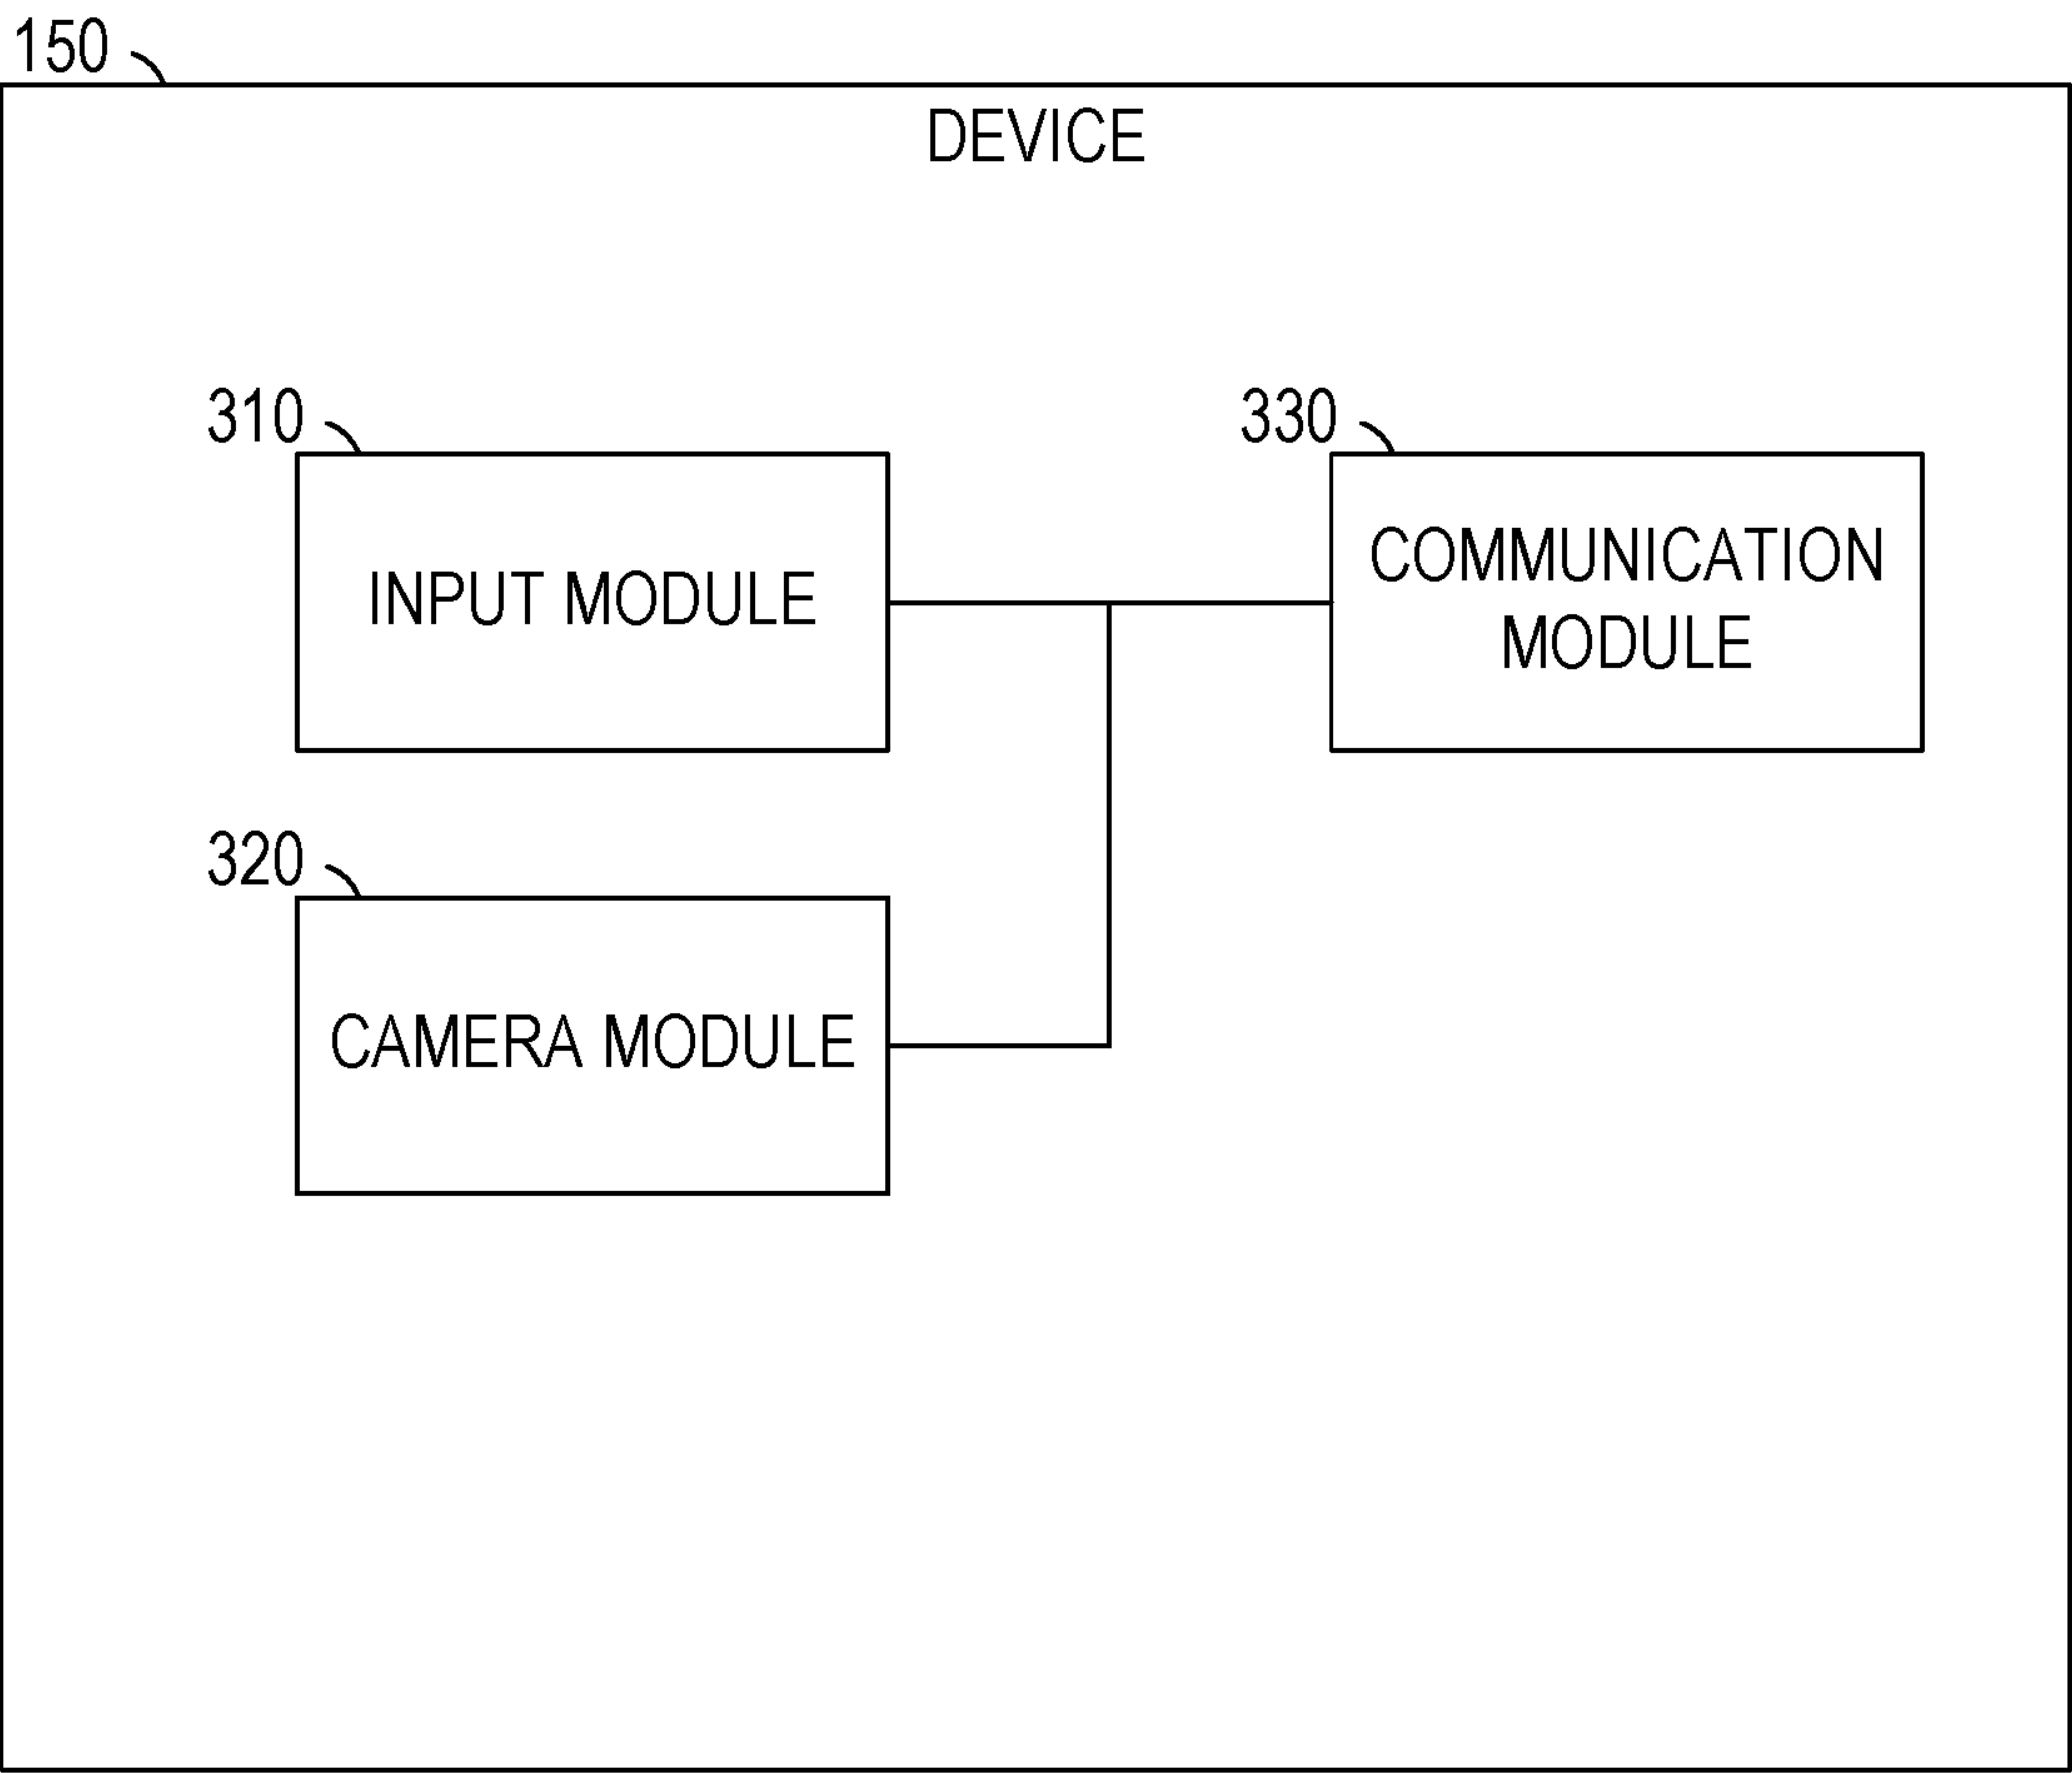 150
DEVICE
310
INPUT MODULE
330
COMMUNICATION
MODULE
320
CAMERA MODULE